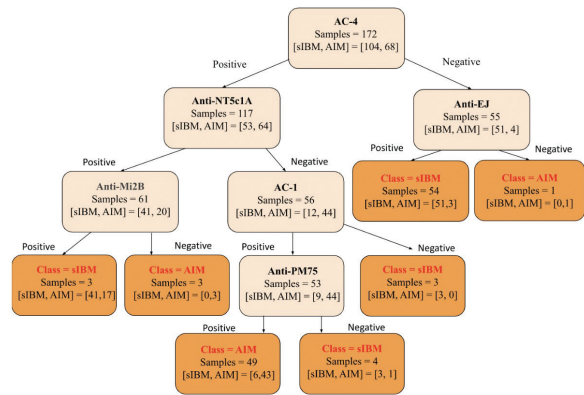 AC-4
Samples = 172
[sIBM, AIM] = [104, 68]
Positive
Negative
Anti-NT5c1A
Samples = 117
[sIBM, AIM] = [53, 64]
Anti-EJ
Samples = 55
[sIBM, AIM] = [51, 4]
Positive
Negative
Positive
Negative
Anti-Mi2B
Samples = 61
[sIBM, AIM] = [41, 20]
AC-1
Samples = 56
[sIBM, AIM] = [12, 44]
Class = sIBM
Samples = 54
[sIBM, AIM] = [51,3]
Class = AIM
Samples = 1
[sIBM, AIM] = [0,1]
Positive
Negative
Positive
Negative
Class = sIBM
Samples = 3
[sIBM, AIM] = [41,17]
Class = AIM
Samples = 3
[sIBM, AIM] = [0,3]
Anti-PM75
Samples = 53
[sIBM, AIM] = [9, 44]
Class = sIBM
Samples = 3
[sIBM, AIM] = [3, 0]
Positive
Negative
Class = AIM
Samples = 49
[sIBM, AIM] = [6,43]
Class = sIBM
Samples = 4
[sIBM, AIM] = [3, 1]